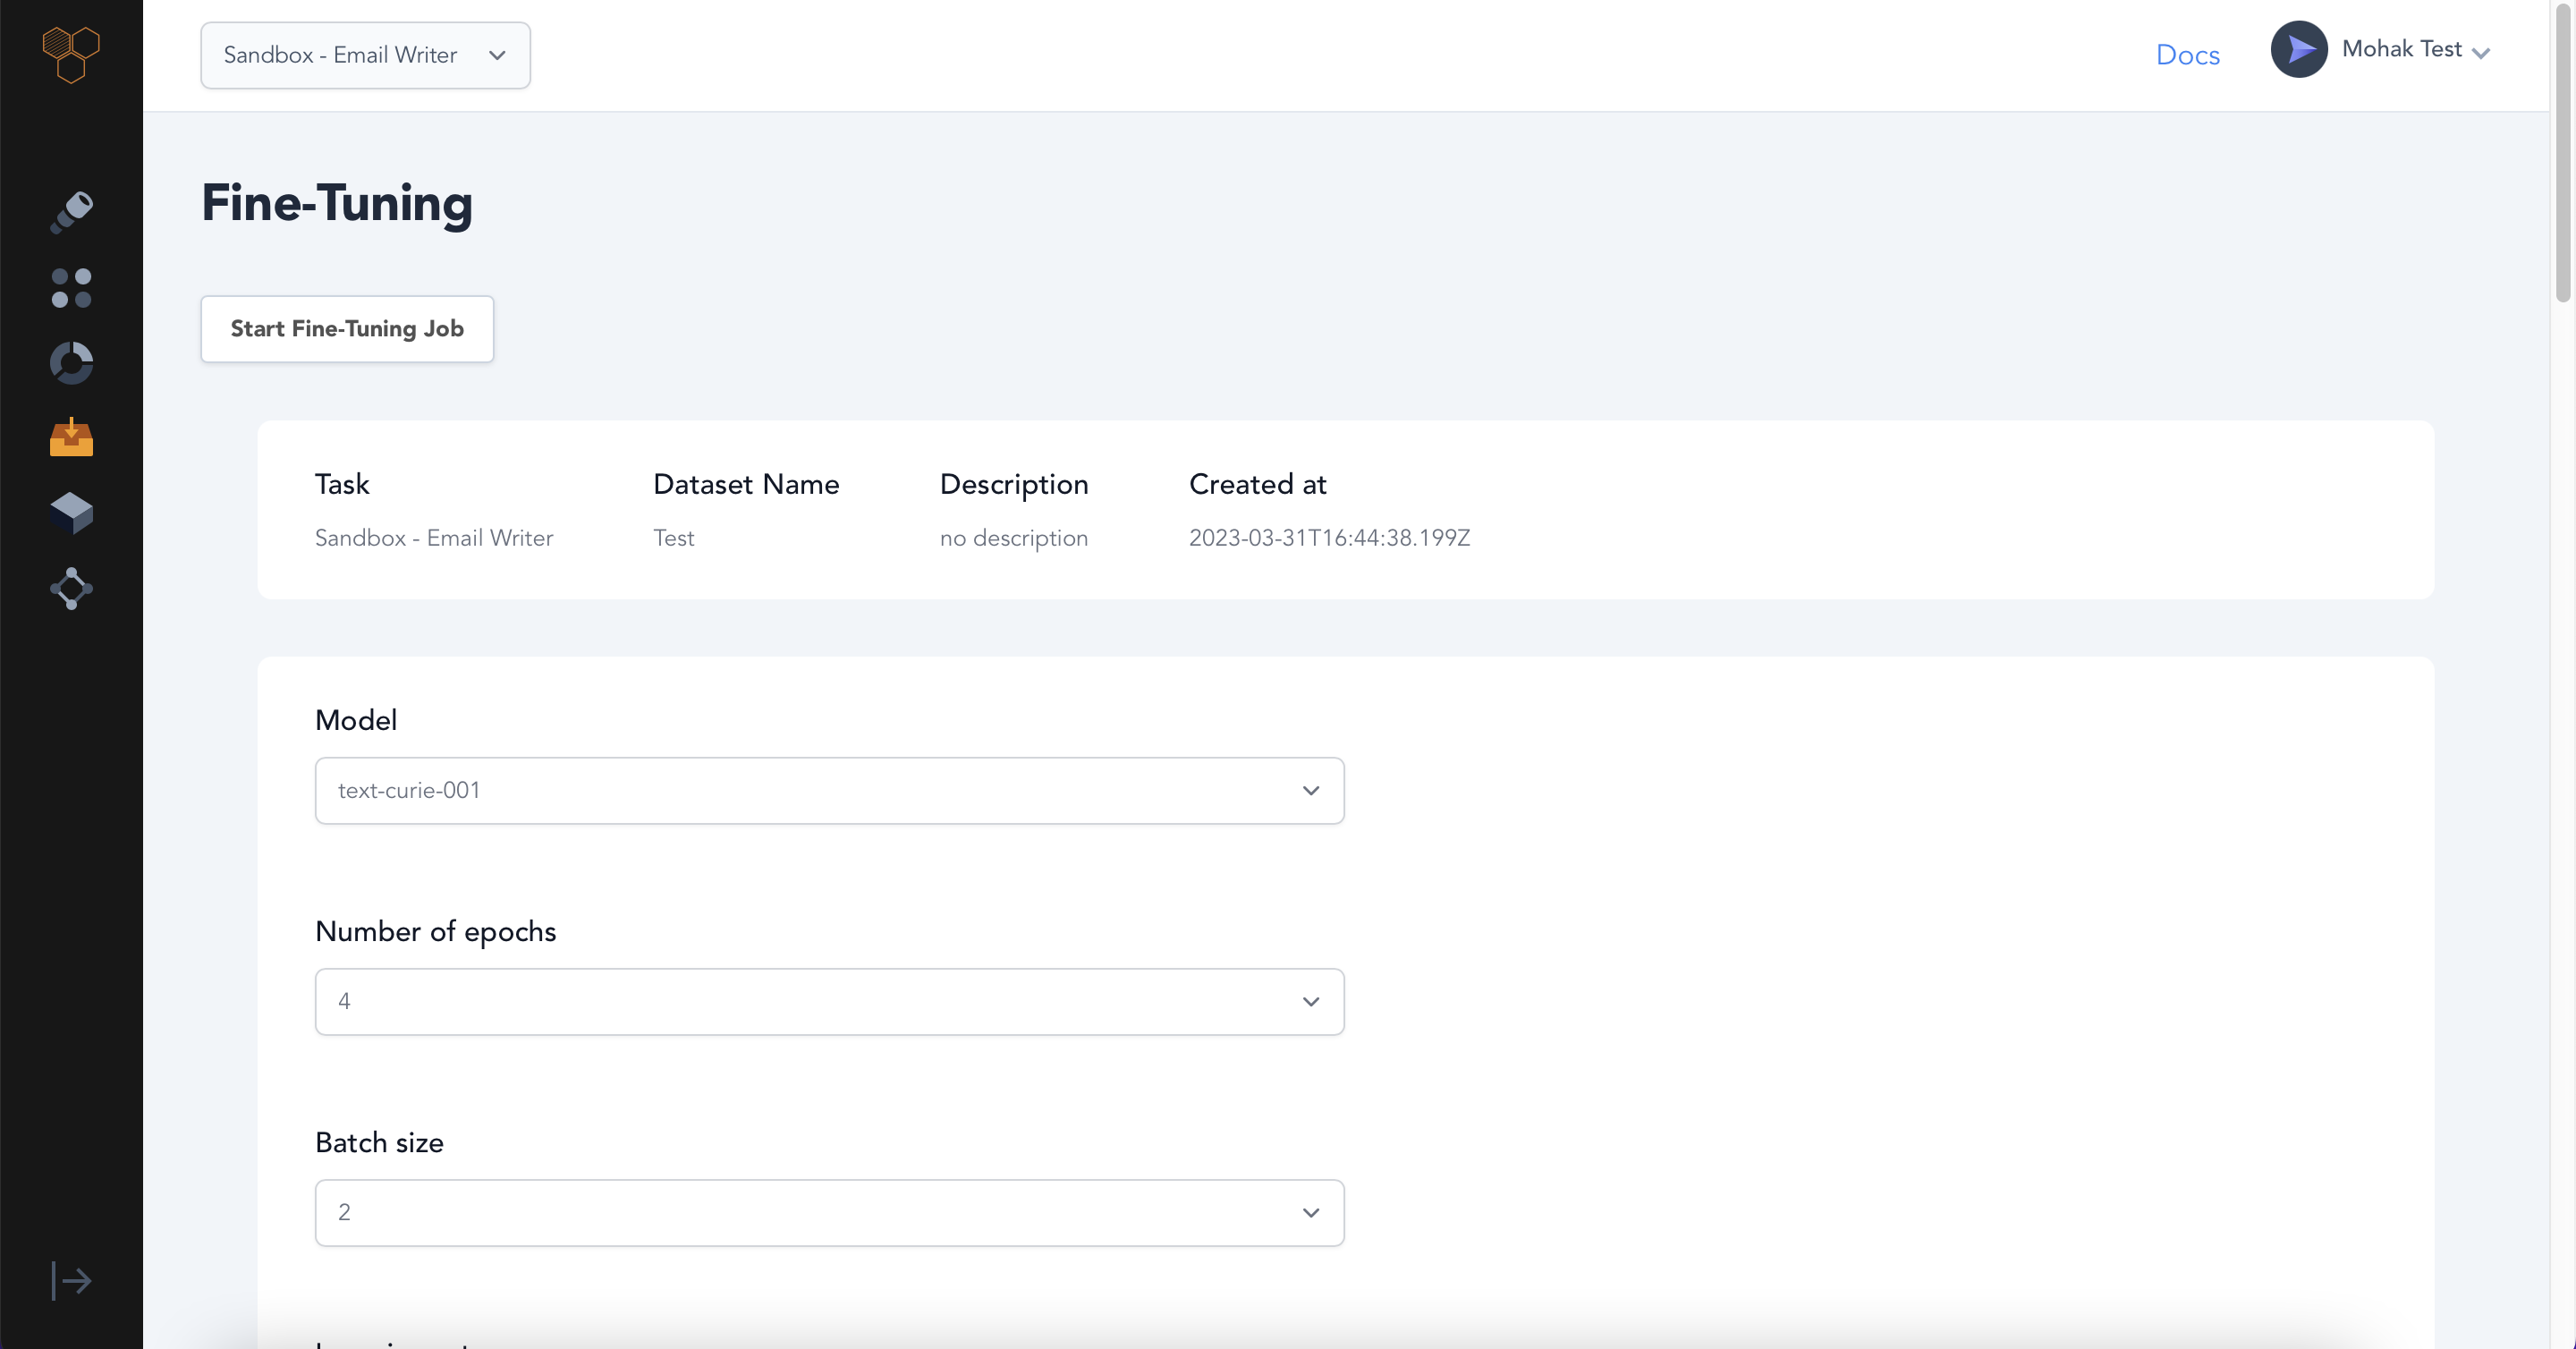 Sandbox - Email Writer
Docs
Mohak Test
Fine-Tuning
Start Fine-Tuning Job
Task
Dataset Name
Description
Created at
Sandbox - Email Writer
Test
no description
2023-03-31T16:44:38.199Z
Model
text-curie-001
Number of epochs
4
Batch size
2